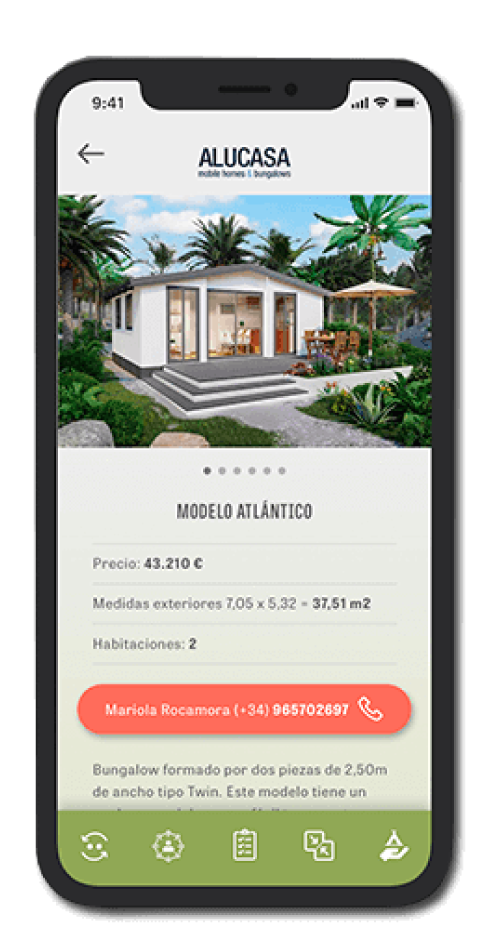 9:41
ALUCASA
mobile homes & bungalows
MODELO ATLÁNTICO
Precio: 43.210 €
Medidas exteriores 7,05 x 5,32 = 37,51 m2
Habitaciones: 2
Mariola Rocamora (+34) 965702697
Bungalow formado por dos piezas de 2,50m
de ancho tipo Twin. Este modelo tiene un